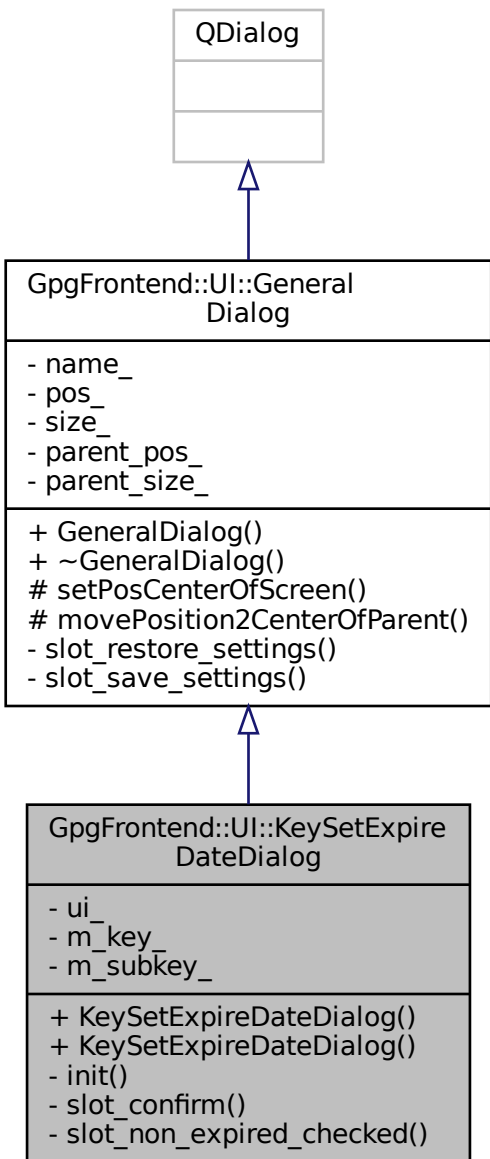 QDialog
GpgFrontend::UI::General
Dialog
- name_
- pos_
- size_
- parent_pos_
- parent_size_
+ GeneralDialog()
+ ~GeneralDialog()
# setPosCenterOfScreen()
# movePosition2CenterOfParent()
- slot_restore_settings()
- slot_save_settings()
GpgFrontend::UI::KeySetExpire
DateDialog
- ui_
- m_key_
- m_subkey_
+ KeySetExpireDateDialog()
+ KeySetExpireDateDialog()
- init()
- slot_confirm()
- slot_non_expired_checked()